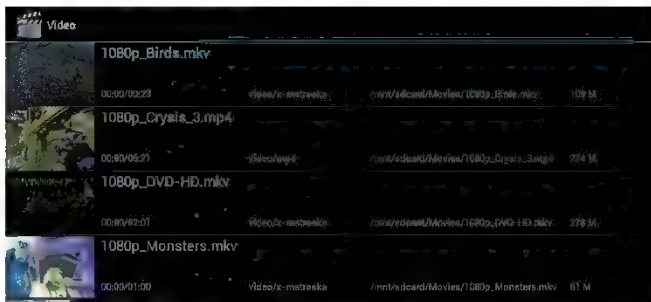 Video
1080p_Birds.mkv
00:00/00:23 video/x-matroska /mnt/sdcard/Movies/1080p_Birds.mkv 109 M
1080p_Crysis_3.mp4
00:00/05:21 video/mp4 /mnt/sdcard/Movies/1080p_Crysis_3.mp4 274 M
1080p_DVD-HD.mkv
00:00/02:01 video/x-matroska /mnt/sdcard/Movies/1080p_DVD-HD.mkv
1080p_Monsters.mkv
00:00/01:00 video/x-matroska /mnt/sdcard/Movies/1080p_Monsters.mkv 61 M